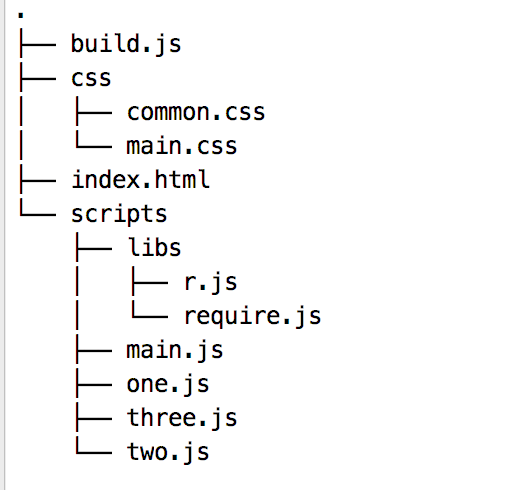 .
├── build.js
├── css
│   ├── common.css
│   └── main.css
├── index.html
└── scripts
    ├── libs
    │   ├── r.js
    │   └── require.js
    ├── main.js
    ├── one.js
    ├── three.js
    └── two.js